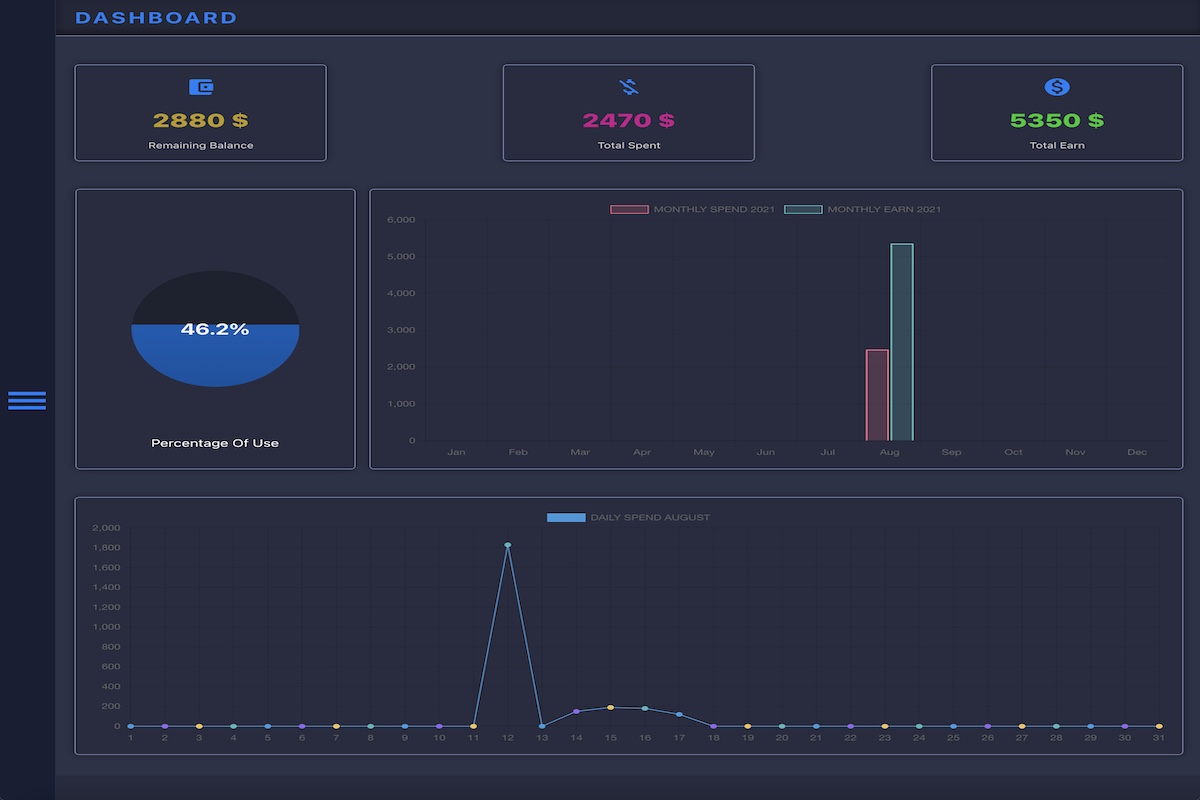 DASHBOARD
2880 $
Remaining Balance
2470 $
Total Spent
5350 $
Total Earn
46.2%
Percentage Of Use
MONTHLY SPEND 2021 MONTHLY EARN 2021
6,000
5,000
4,000
3,000
2,000
1,000
0
Jan Feb Mar Apr May Jun Jul Aug Sep Oct Nov Dec
DAILY SPEND AUGUST
2,000
1,800
1,600
1,400
1,200
1,000
800
600
400
200
0
1 2 3 4 5 6 7 8 9 10 11 12 13 14 15 16 17 18 19 20 21 22 23 24 25 26 27 28 29 30 31